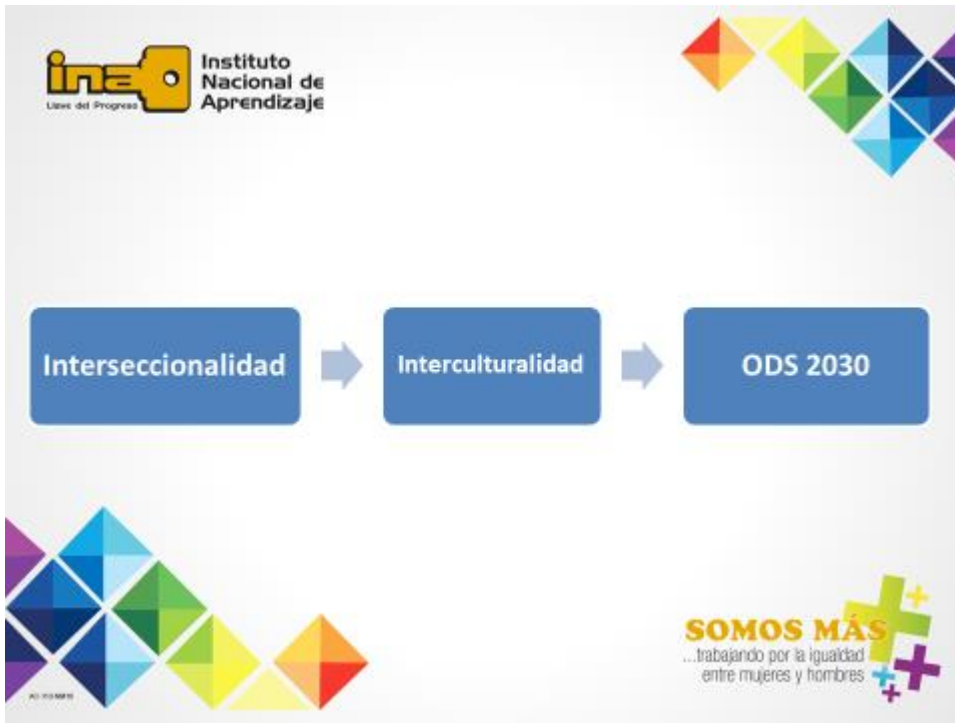 ina
Instituto
Nacional de
Aprendizaje
Llave del Progreso
Interseccionalidad
Interculturalidad
ODS 2030
SOMOS MÁS
...trabajando por la igualdad
entre mujeres y hombres